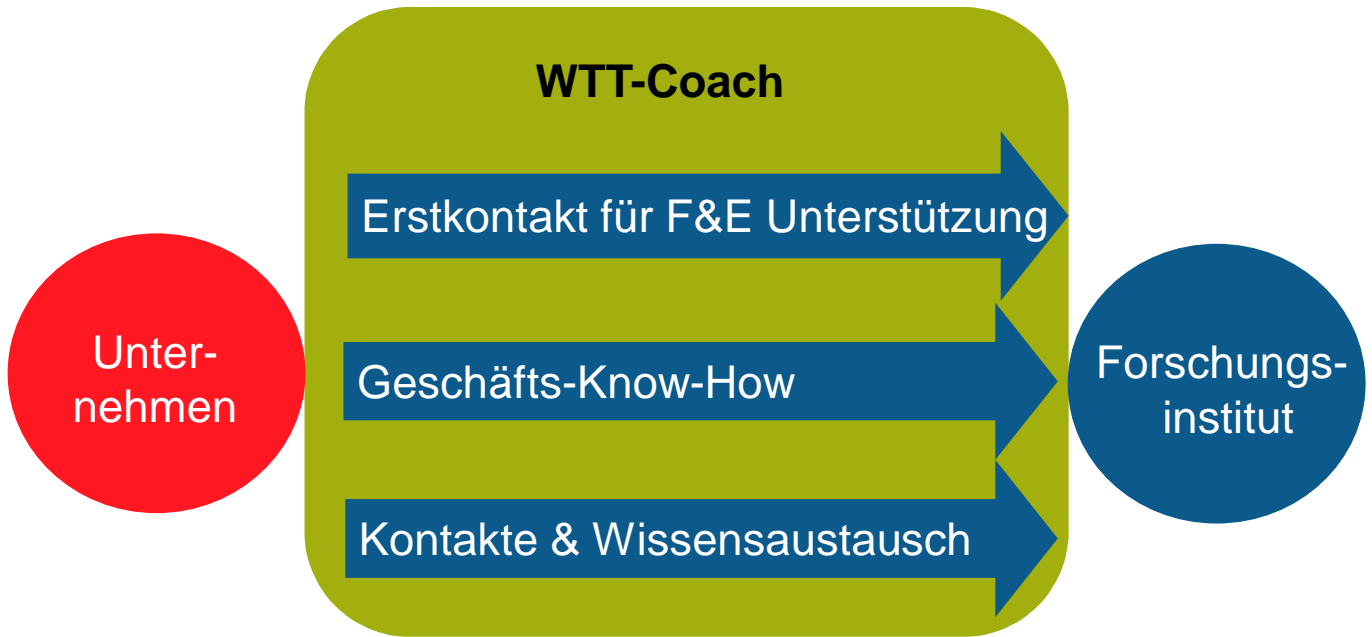 WTT-Coach
Erstkontakt für F&E Unterstützung
Unter-
nehmen
Geschäfts-Know-How
Forschungs-
institut
Kontakte & Wissensaustausch